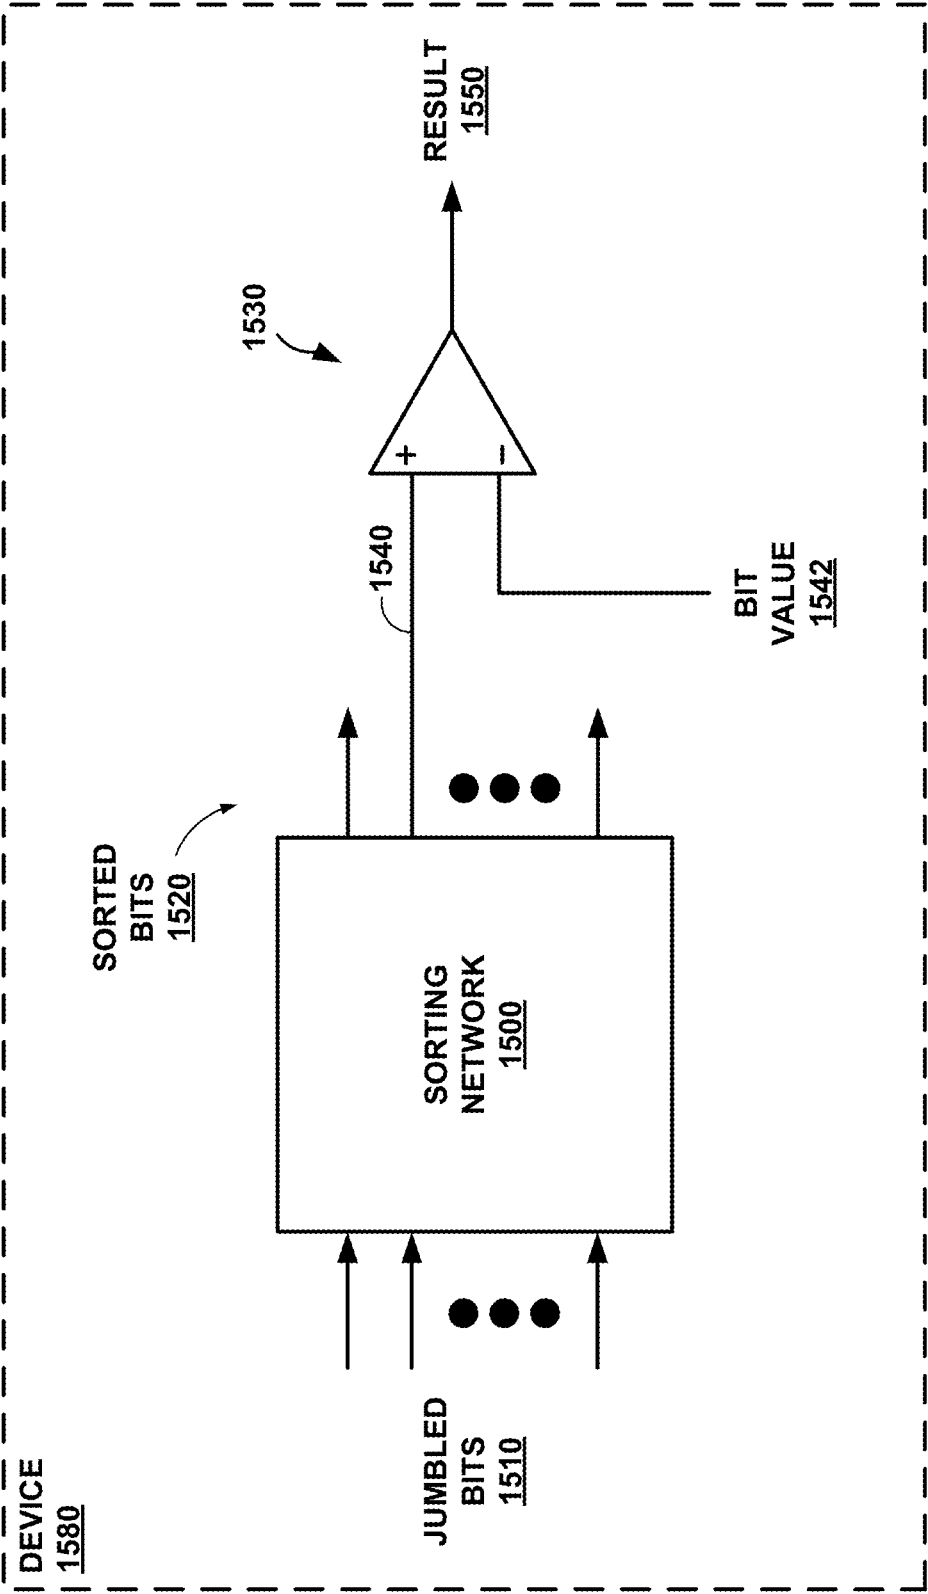 DEVICE
1580
JUMBLED
BITS
1510
SORTING
NETWORK
1500
SORTED
BITS
1520
1540
BIT
VALUE
1542
+
−
1530
RESULT
1550